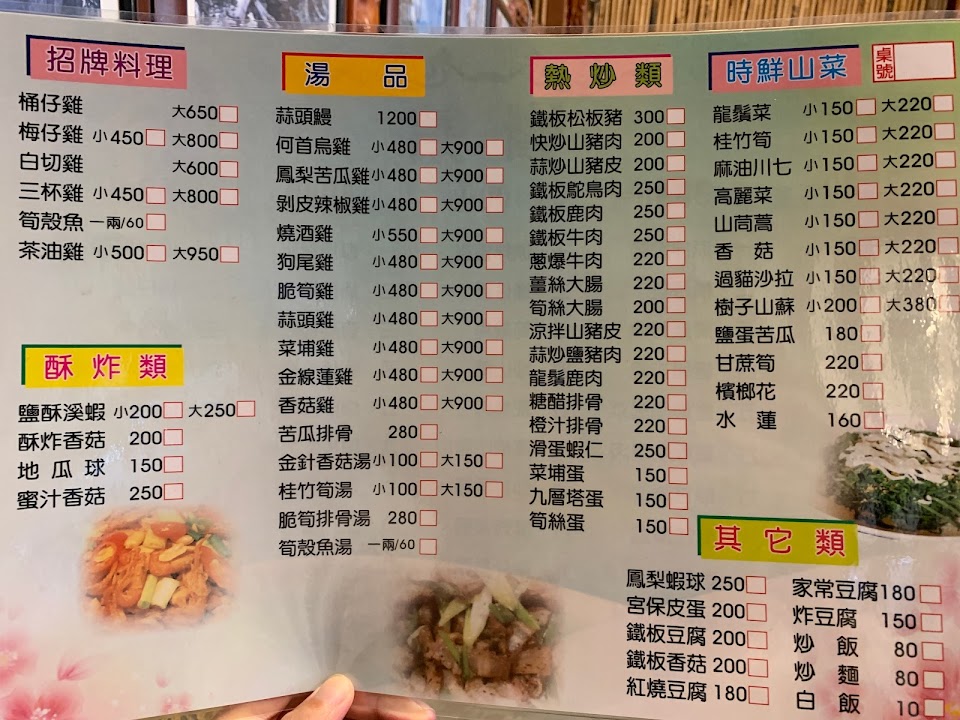 招牌料理
桶仔雞 大650
梅仔雞 小450 大800
白切雞 大600
三杯雞 小450 大800
筍殼魚 一兩/60
茶油雞 小500 大950
酥炸類
鹽酥溪蝦 小200 大250
酥炸香菇 200
地瓜球 150
蜜汁香菇 250
湯品
蒜頭鰻 1200
何首烏雞 小480 大900
鳳梨苦瓜雞 小480 大900
剝皮辣椒雞 小480 大900
燒酒雞 小550 大900
狗尾雞 小480 大900
脆筍雞 小480 大900
蒜頭雞 小480 大900
菜埔雞 小480 大900
金線蓮雞 小480 大900
香菇雞 小480 大900
苦瓜排骨 280
金針香菇湯 小100 大150
桂竹筍湯 小100 大150
脆筍排骨湯 280
筍殼魚湯 一兩/60
熱炒類
鐵板松板豬 300
快炒山豬肉 200
蒜炒山豬皮 200
鐵板鴕鳥肉 250
鐵板鹿肉 250
鐵板牛肉 250
蔥爆牛肉 220
薑絲大腸 220
筍絲大腸 200
涼拌山豬皮 220
蒜炒鹽豬肉 220
龍鬚鹿肉 220
糖醋排骨 220
橙汁排骨 220
滑蛋蝦仁 250
菜埔蛋 150
九層塔蛋 150
筍絲蛋 150
時鮮山菜
桌號
龍鬚菜 小150 大220
桂竹筍 小150 大220
麻油川七 小150 大220
高麗菜 小150 大220
山茼蒿 小150 大220
香菇 小150 大220
過貓沙拉 小150 大220
樹子山蘇 小200 大380
鹽蛋苦瓜 180
甘蔗筍 220
檳榔花 220
水蓮 160
其它類
鳳梨蝦球 250
宮保皮蛋 200
鐵板豆腐 200
鐵板香菇 200
紅燒豆腐 180
家常豆腐 180
炸豆腐 150
炒飯 80
炒麵 80
白飯 10